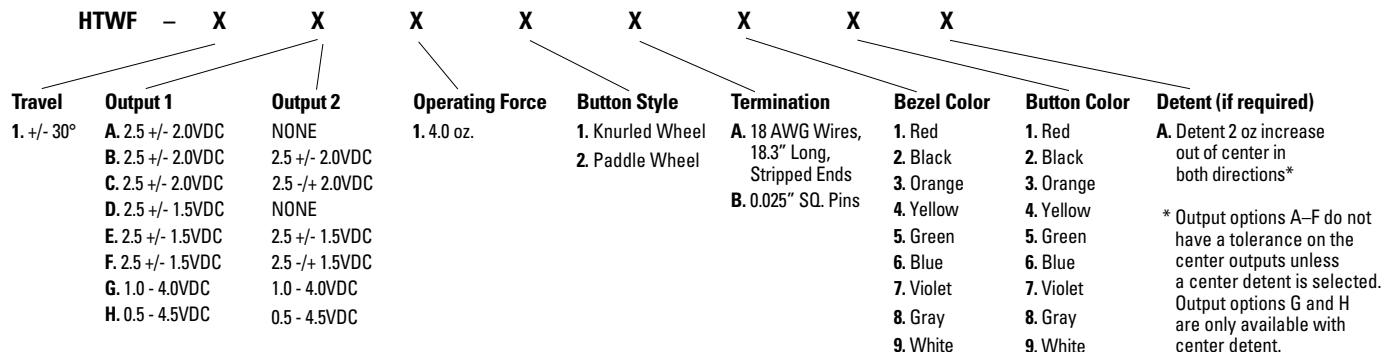 HTWF – X X X X X X X X
Travel
1. +/- 30°
Output 1
A. 2.5 +/- 2.0VDC
B. 2.5 +/- 2.0VDC
C. 2.5 +/- 2.0VDC
D. 2.5 +/- 1.5VDC
E. 2.5 +/- 1.5VDC
F. 2.5 +/- 1.5VDC
G. 1.0 - 4.0VDC
H. 0.5 - 4.5VDC
Output 2
NONE
2.5 +/- 2.0VDC
2.5 -/+ 2.0VDC
NONE
2.5 +/- 1.5VDC
2.5 -/+ 1.5VDC
1.0 - 4.0VDC
0.5 - 4.5VDC
Operating Force
1. 4.0 oz.
Button Style
1. Knurled Wheel
2. Paddle Wheel
Termination
A. 18 AWG Wires,
18.3” Long,
Stripped Ends
B. 0.025” SQ. Pins
Bezel Color
1. Red
2. Black
3. Orange
4. Yellow
5. Green
6. Blue
7. Violet
8. Gray
9. White
Button Color
1. Red
2. Black
3. Orange
4. Yellow
5. Green
6. Blue
7. Violet
8. Gray
9. White
Detent (if required)
A. Detent 2 oz increase
out of center in
both directions*
* Output options A–F do not
have a tolerance on the
center outputs unless
a center detent is selected.
Output options G and H
are only available with
center detent.